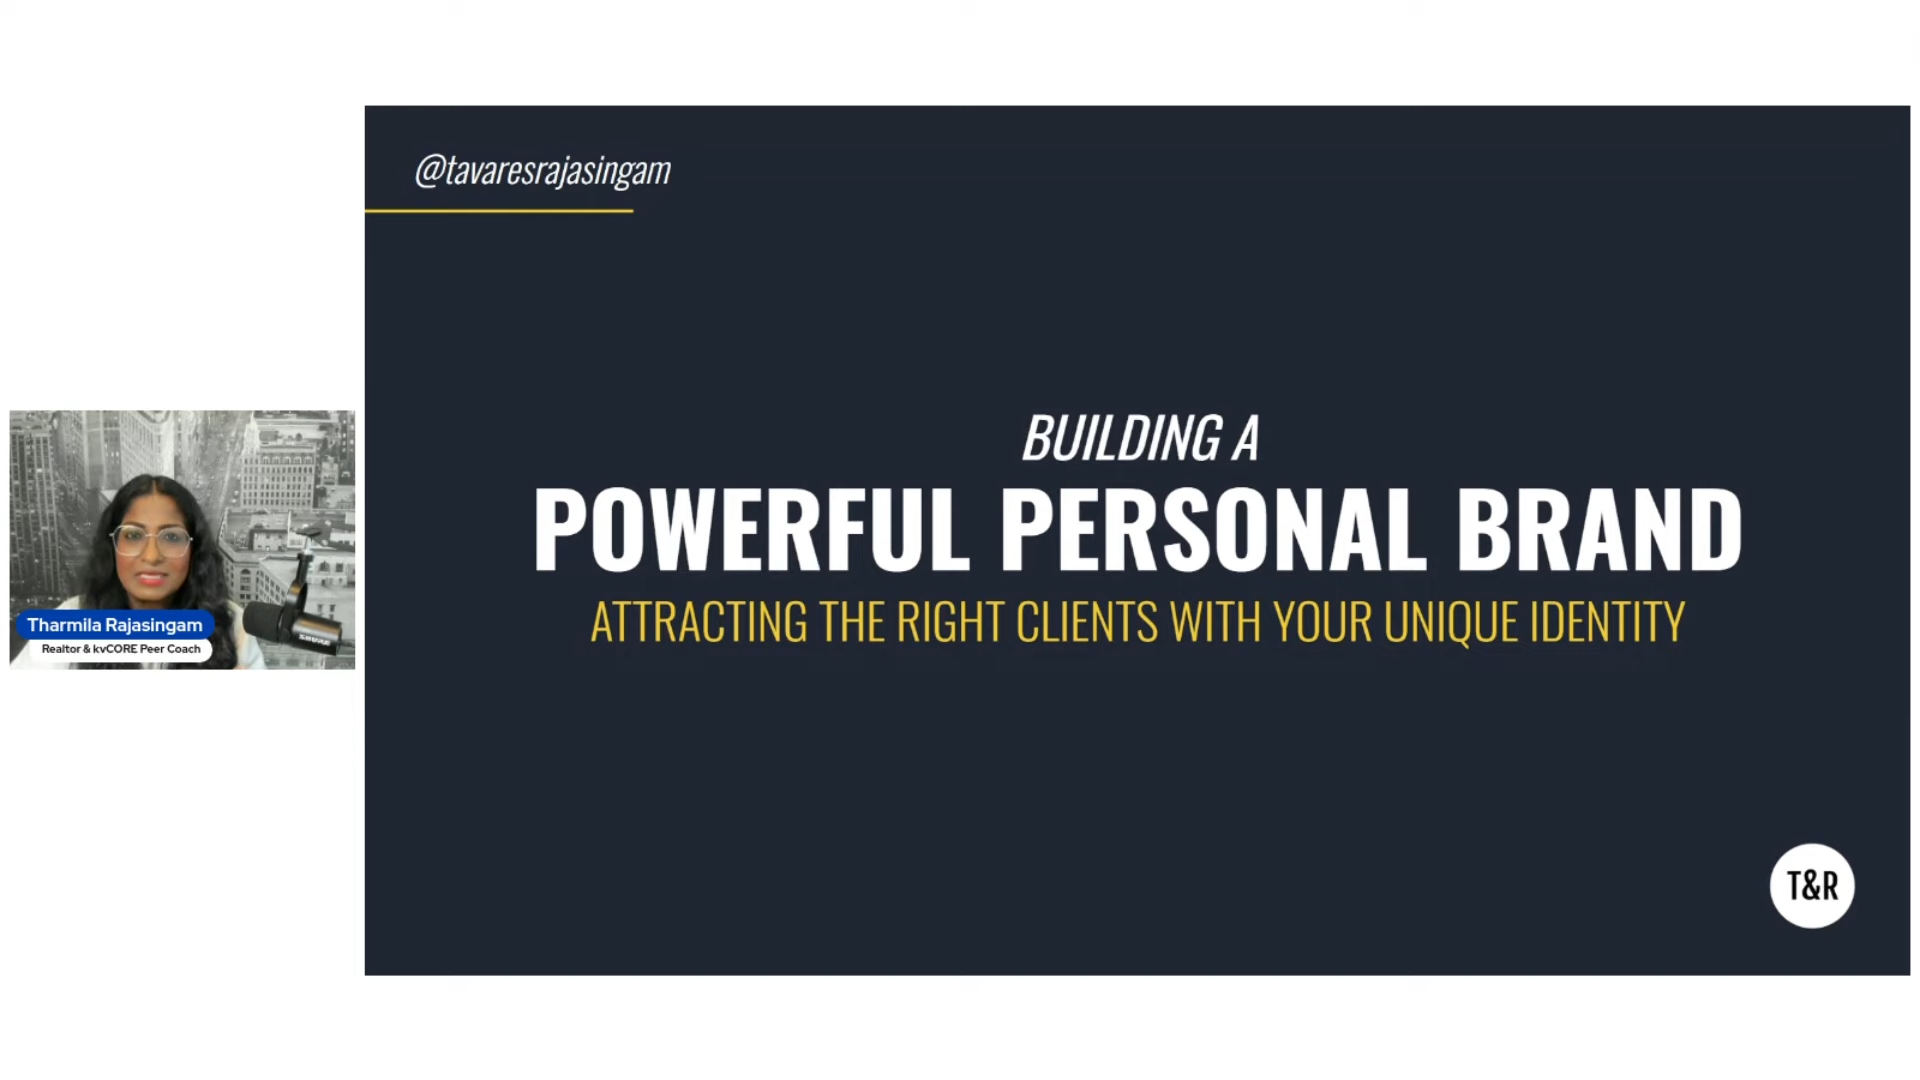 @tavaresrajasingam
BUILDING A
POWERFUL PERSONAL BRAND
ATTRACTING THE RIGHT CLIENTS WITH YOUR UNIQUE IDENTITY
Tharmila Rajasingam
Realtor & kvCORE Peer Coach
SHURE
T&R